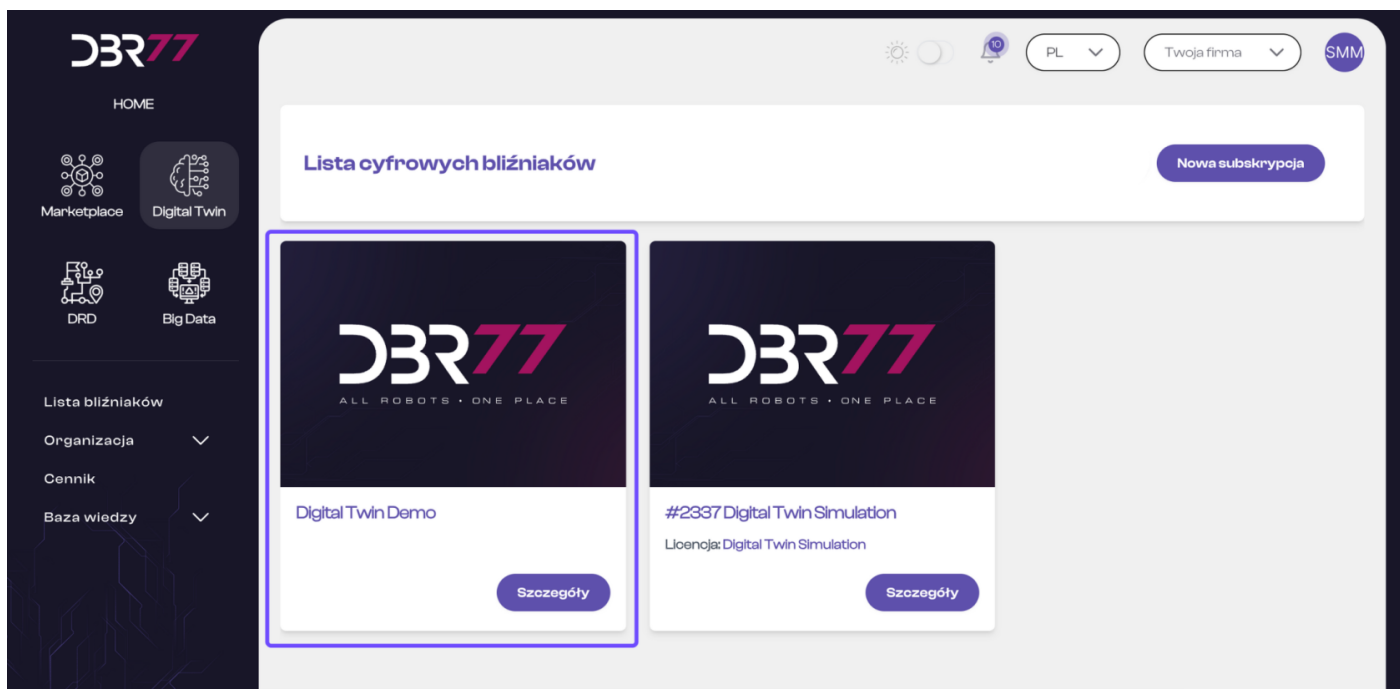 DBR77
HOME
Marketplace
Digital Twin
DRD
Big Data
Lista bliźniaków
Organizacja
Cennik
Baza wiedzy
10
PL
Twoja firma
SMM
Lista cyfrowych bliźniaków
Nowa subskrypcja
DBR77
ALL ROBOTS • ONE PLACE
Digital Twin Demo
Szczegóły
DBR77
ALL ROBOTS • ONE PLACE
#2337 Digital Twin Simulation
Licencja: Digital Twin Simulation
Szczegóły